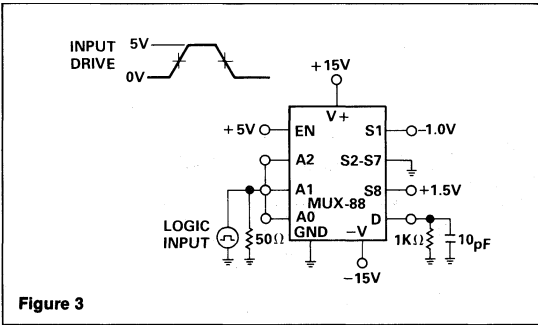 INPUT DRIVE
5V
0V
+15V
V+
+5V
EN
S1
-1.0V
A2
S2-S7
A1
S8
+1.5V
MUX-88
A0
D
GND
-V
LOGIC INPUT
50Ω
1KΩ
10pF
-15V
Figure 3